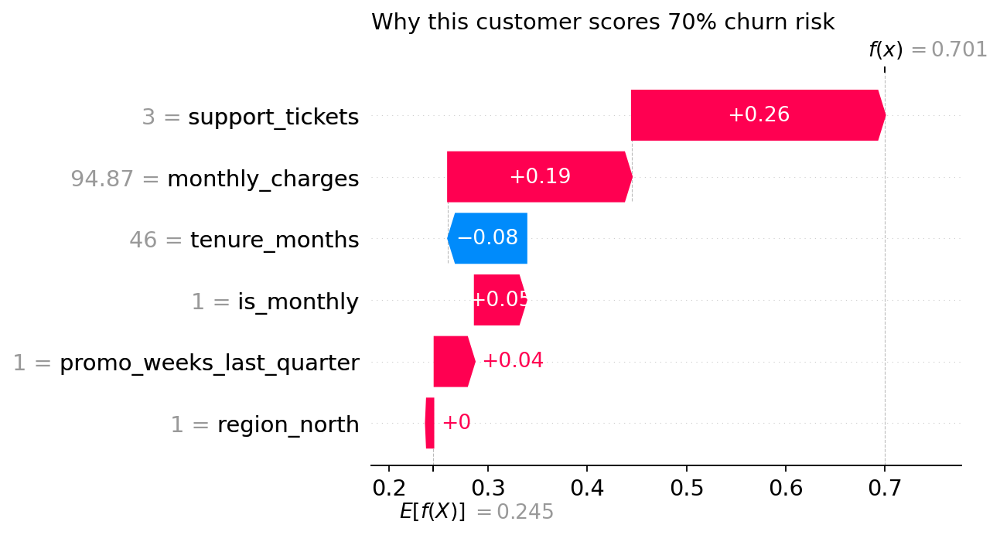 Why this customer scores 70% churn risk
f(x) = 0.701
3 = support_tickets +0.26
94.87 = monthly_charges +0.19
46 = tenure_months −0.08
1 = is_monthly +0.05
1 = promo_weeks_last_quarter +0.04
1 = region_north +0
0.2 0.3 0.4 0.5 0.6 0.7
E[f(X)] = 0.245